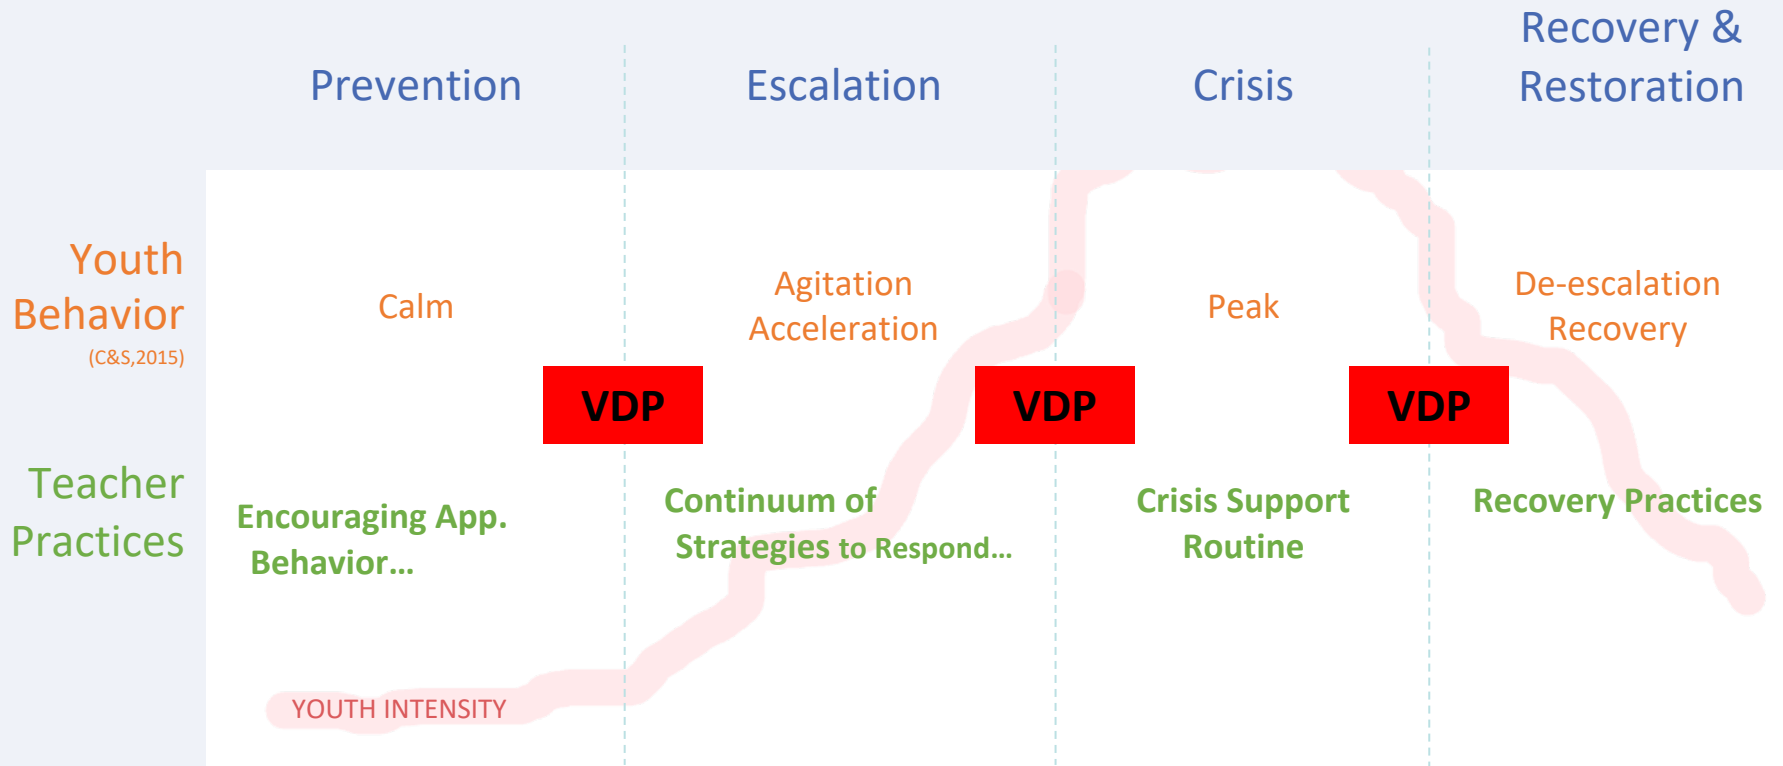 Prevention
Escalation
Crisis
Recovery &
Restoration
Youth
Behavior
(C&S,2015)
Calm
Agitation
Acceleration
Peak
De-escalation
Recovery
VDP
VDP
VDP
Teacher
Practices
Encouraging App.
Behavior...
Continuum of
Strategies to Respond...
Crisis Support
Routine
Recovery Practices
YOUTH INTENSITY